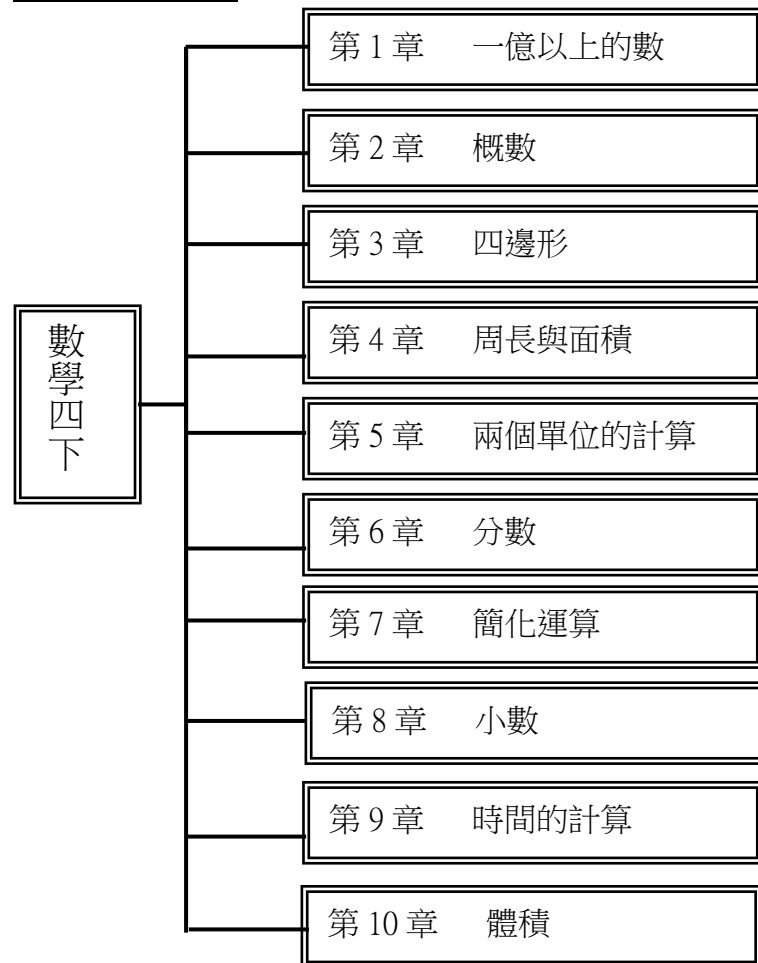 數學四下
第 1 章 一億以上的數
第 2 章 概數
第 3 章 四邊形
第 4 章 周長與面積
第 5 章 兩個單位的計算
第 6 章 分數
第 7 章 簡化運算
第 8 章 小數
第 9 章 時間的計算
第 10 章 體積